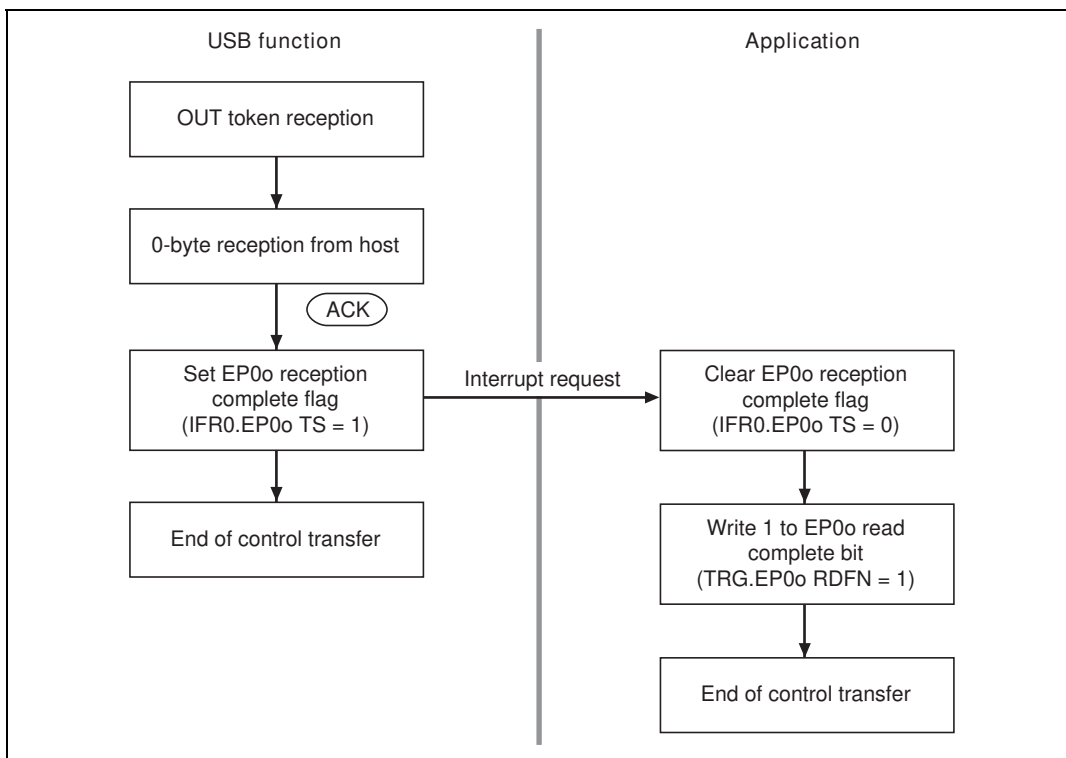 USB function
Application
OUT token reception
0-byte reception from host
ACK
Set EP0o reception
complete flag
(IFR0.EP0o TS = 1)
Interrupt request
Clear EP0o reception
complete flag
(IFR0.EP0o TS = 0)
End of control transfer
Write 1 to EP0o read
complete bit
(TRG.EP0o RDFN = 1)
End of control transfer